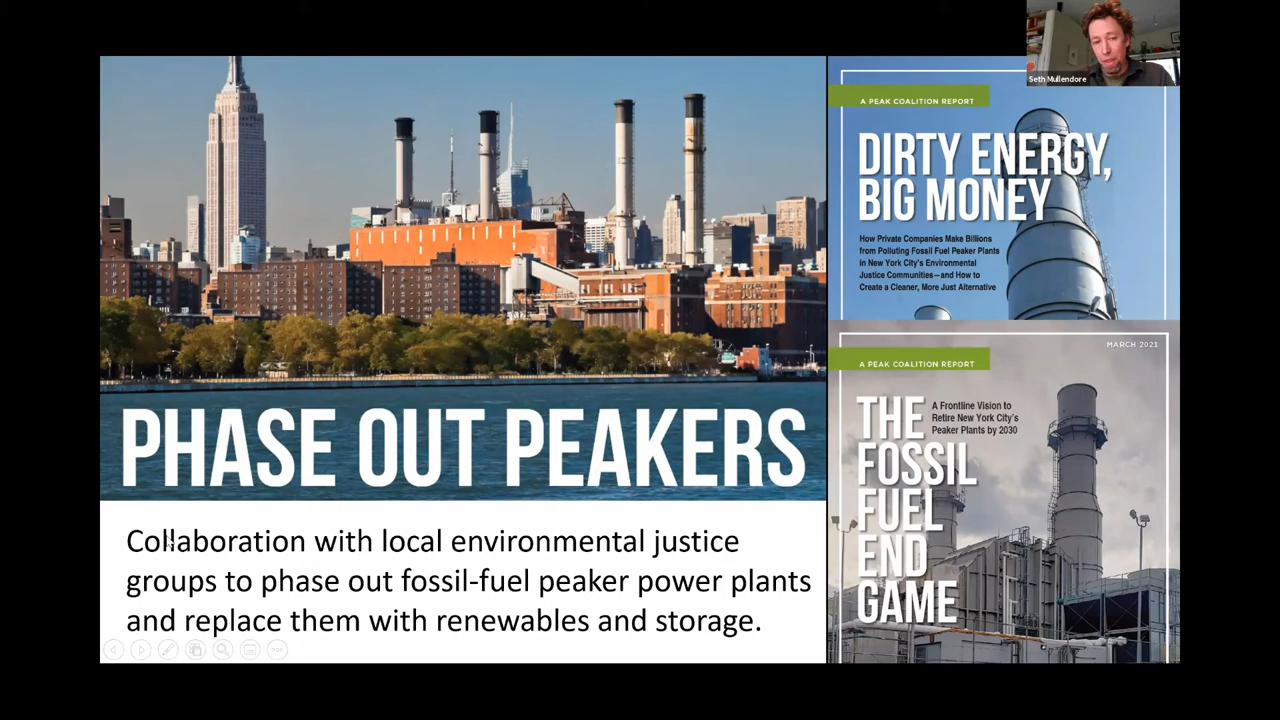 PHASE OUT PEAKERS
Collaboration with local environmental justice
groups to phase out fossil-fuel peaker power plants
and replace them with renewables and storage.
Seth Mullendore
A PEAK COALITION REPORT
DIRTY ENERGY,
BIG MONEY
How Private Companies Make Billions
from Polluting Fossil Fuel Peaker Plants
in New York City's Environmental
Justice Communities—and How to
Create a Cleaner, More Just Alternative
MARCH 2021
A PEAK COALITION REPORT
THE
FOSSIL
FUEL
END
GAME
A Frontline Vision to
Retire New York City's
Peaker Plants by 2030